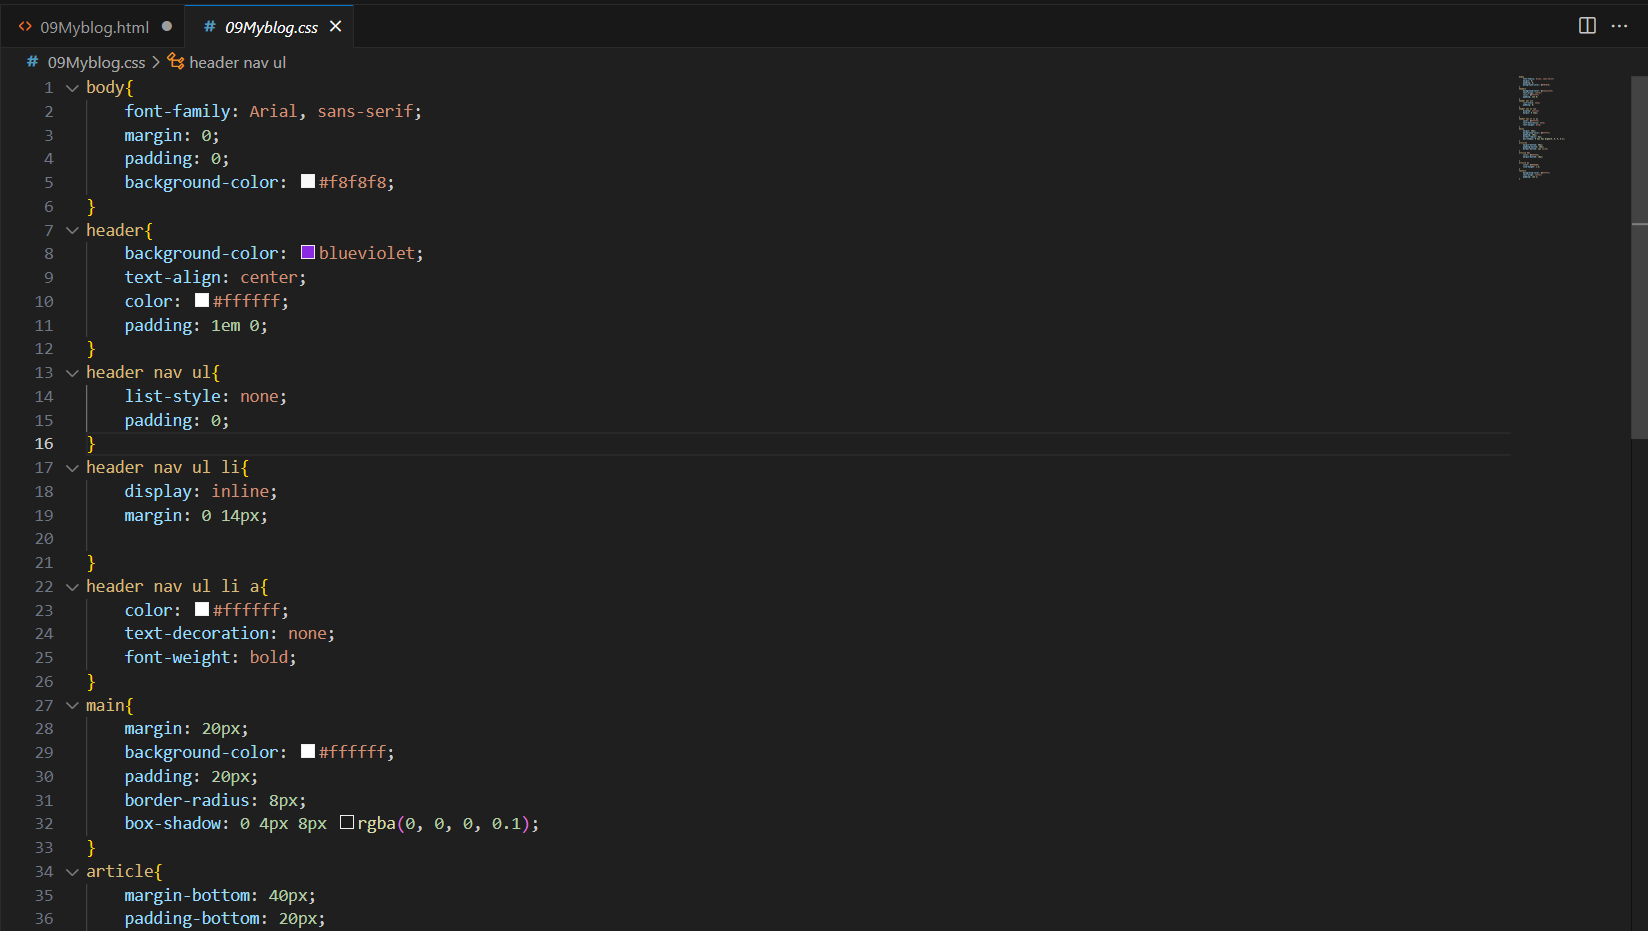 09Myblog.html
# 09Myblog.css
# 09Myblog.css > header nav ul
1 body{
2 font-family: Arial, sans-serif;
3 margin: 0;
4 padding: 0;
5 background-color: #f8f8f8;
6 }
7 header{
8 background-color: blueviolet;
9 text-align: center;
10 color: #ffffff;
11 padding: 1em 0;
12 }
13 header nav ul{
14 list-style: none;
15 padding: 0;
16 }
17 header nav ul li{
18 display: inline;
19 margin: 0 14px;
20
21 }
22 header nav ul li a{
23 color: #ffffff;
24 text-decoration: none;
25 font-weight: bold;
26 }
27 main{
28 margin: 20px;
29 background-color: #ffffff;
30 padding: 20px;
31 border-radius: 8px;
32 box-shadow: 0 4px 8px rgba(0, 0, 0, 0.1);
33 }
34 article{
35 margin-bottom: 40px;
36 padding-bottom: 20px;